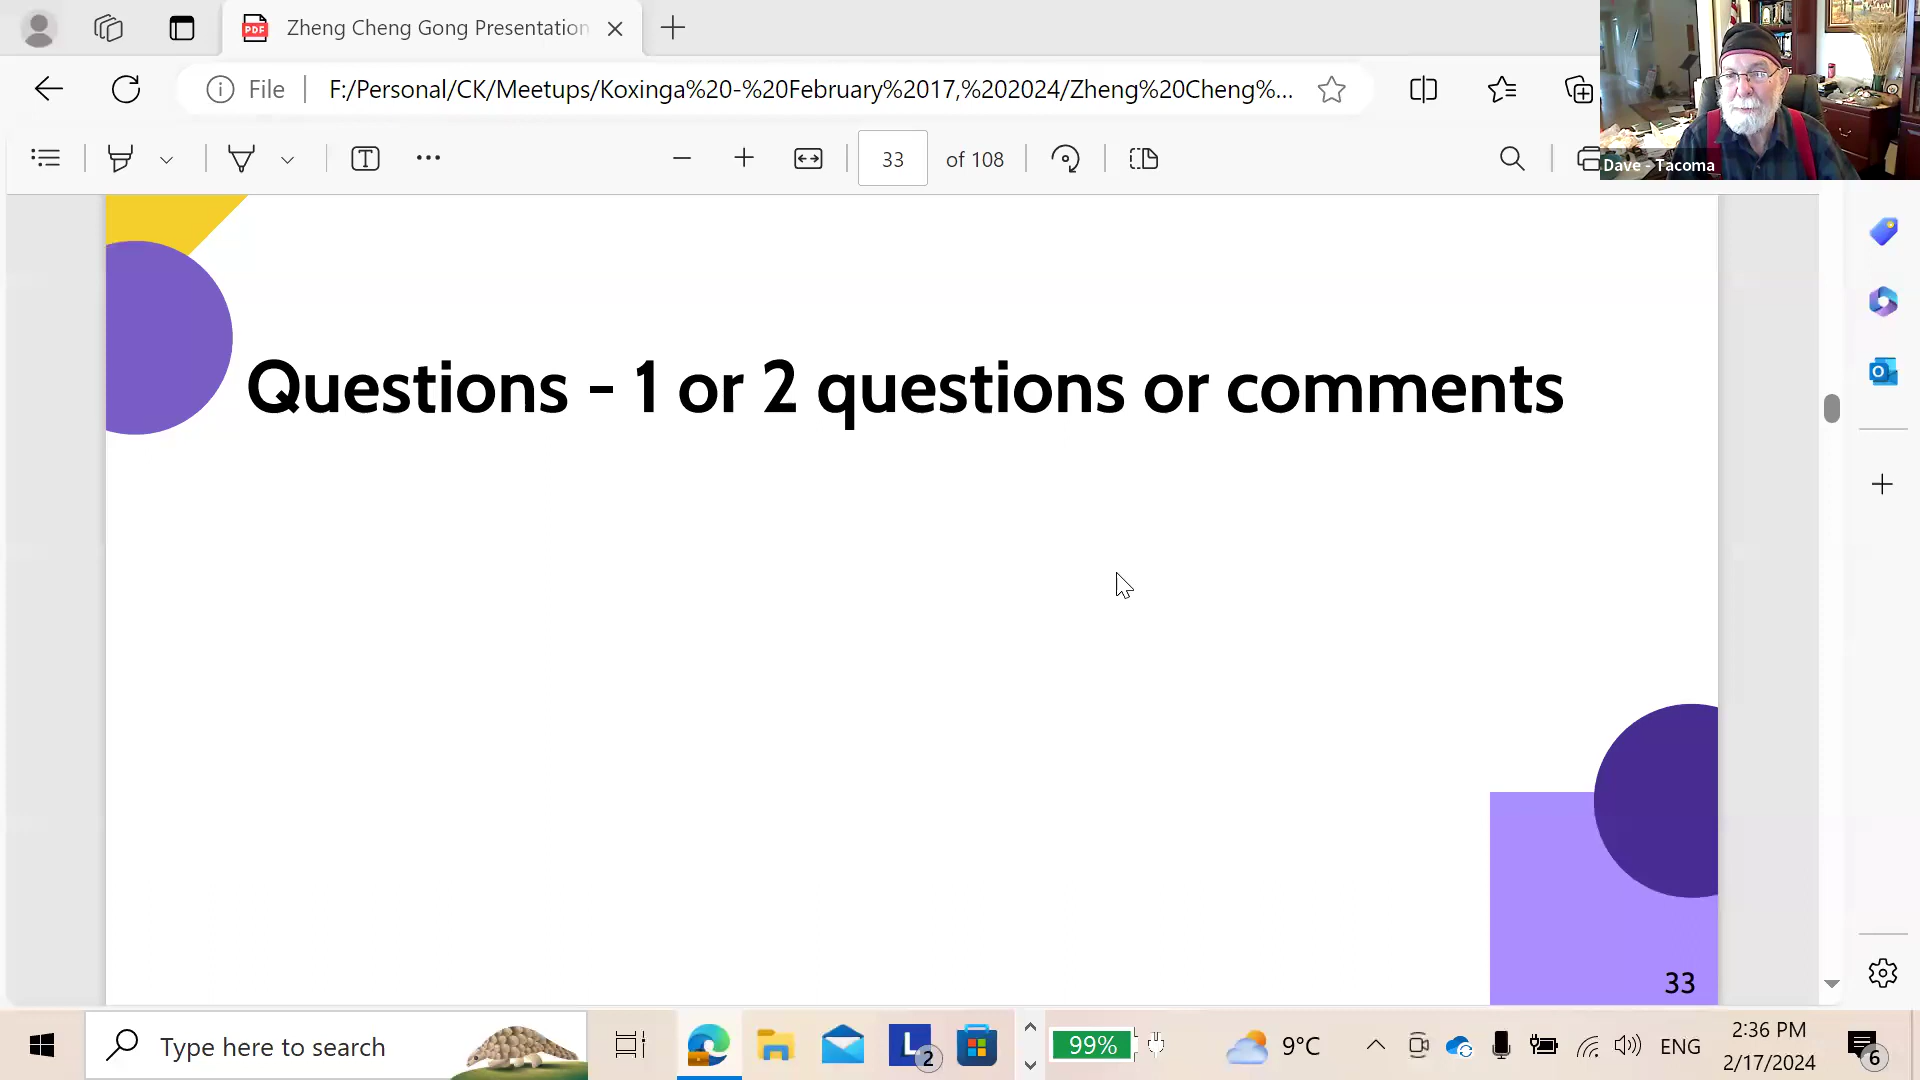 Zheng Cheng Gong Presentation
File
F:/Personal/CK/Meetups/Koxinga%20-%20February%2017,%202024/Zheng%20Cheng%...
33 of 108
Dave - Tacoma
Questions - 1 or 2 questions or comments
33
Type here to search
L
2
99%
9°C
ENG
2:36 PM
2/17/2024
6